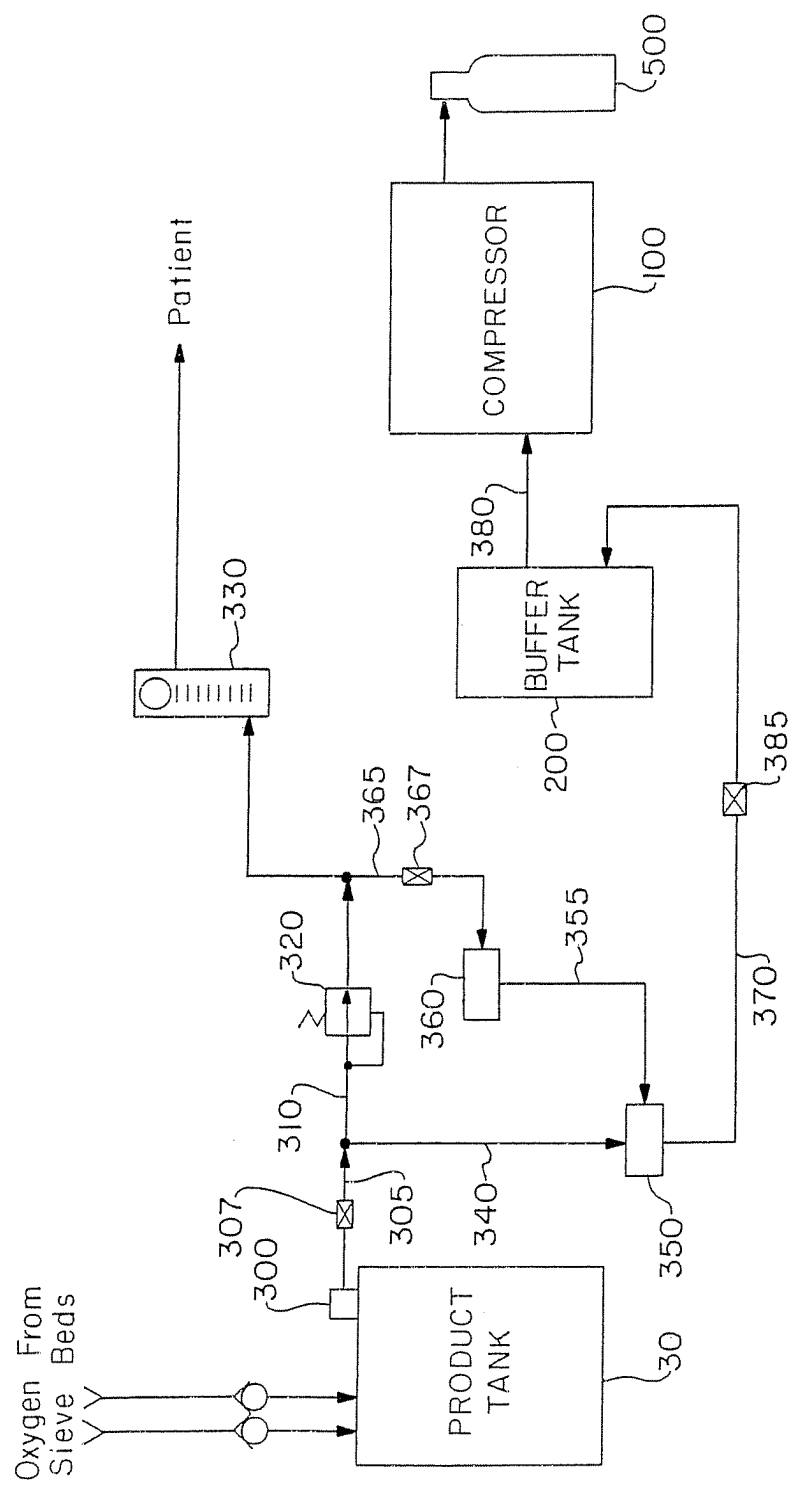 Oxygen From
Sieve Beds
PRODUCT
TANK
30
300
307
305
310
320
340
350
355
360
365
367
370
385
330
Patient
BUFFER
TANK
200
380
COMPRESSOR
100
500